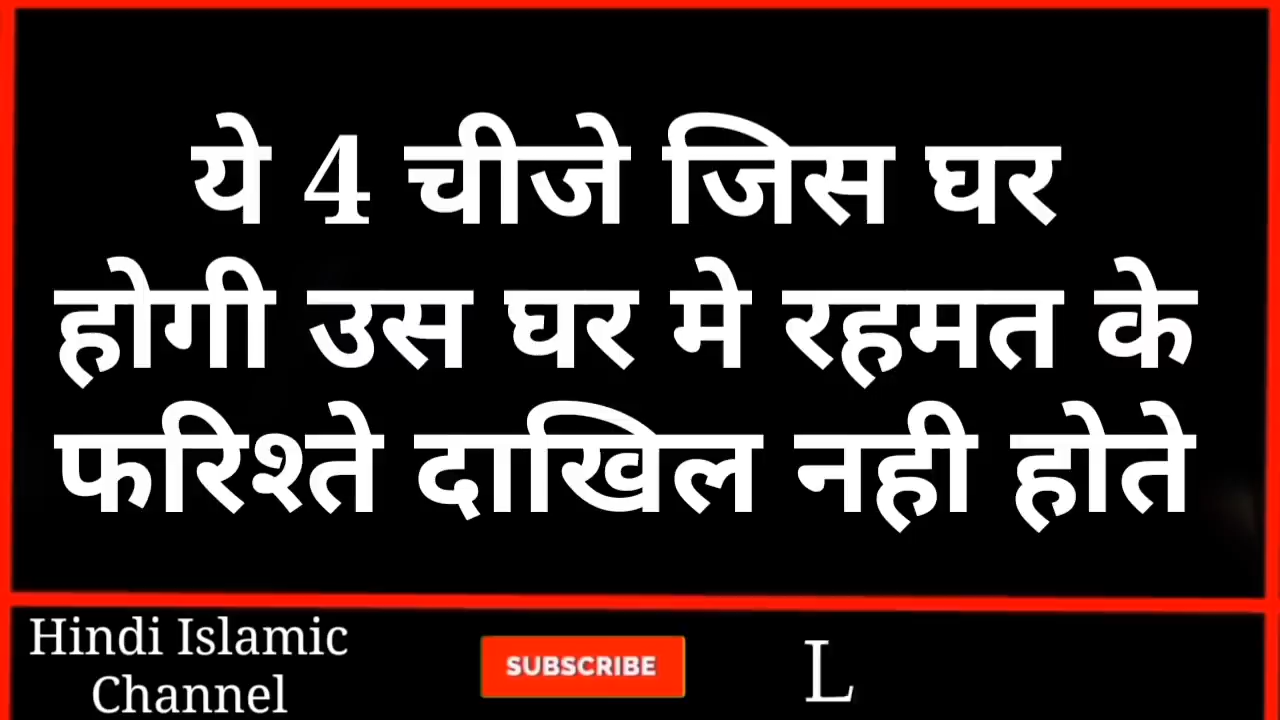 ये 4 चीजे जिस घर
होगी उस घर मे रहमत के
फरिश्ते दाखिल नही होते
Hindi Islamic
Channel
SUBSCRIBE
L